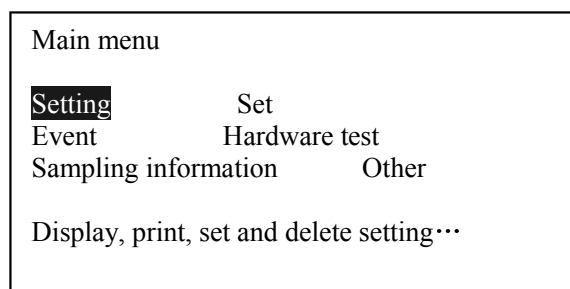 Main menu
Setting Set
Event Hardware test
Sampling information Other
Display, print, set and delete setting…